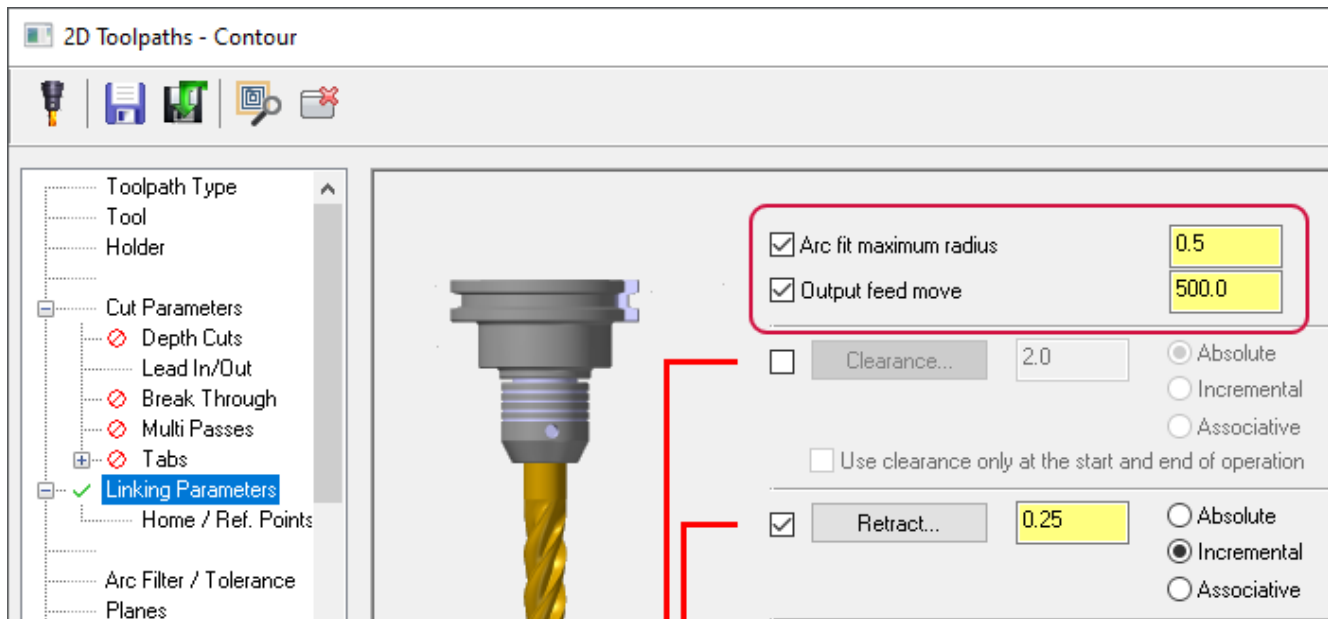 2D Toolpaths - Contour
Toolpath Type
Tool
Holder
Cut Parameters
Depth Cuts
Lead In/Out
Break Through
Multi Passes
Tabs
Linking Parameters
Home / Ref. Points
Arc Filter / Tolerance
Planes
Arc fit maximum radius 0.5
Output feed move 500.0
Clearance... 2.0 Absolute
Incremental
Associative
Use clearance only at the start and end of operation
Retract... 0.25 Absolute
Incremental
Associative